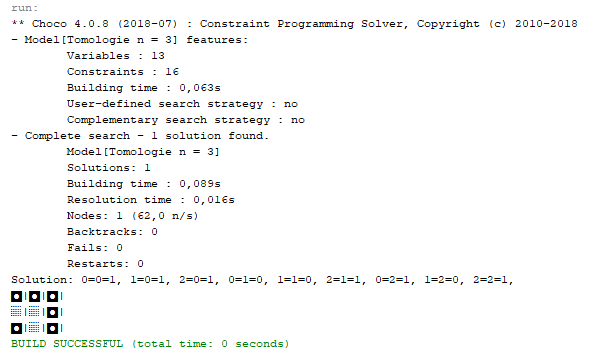 run:
** Choco 4.0.8 (2018-07) : Constraint Programming Solver, Copyright (c) 2010-2018
- Model[Tomologie n = 3] features:
Variables : 13
Constraints : 16
Building time : 0,063s
User-defined search strategy : no
Complementary search strategy : no
- Complete search - 1 solution found.
Model[Tomologie n = 3]
Solutions: 1
Building time : 0,089s
Resolution time : 0,016s
Nodes: 1 (62,0 n/s)
Backtracks: 0
Fails: 0
Restarts: 0
Solution: 0=0=1, 1=0=1, 2=0=1, 0=1=0, 1=1=0, 2=1=1, 0=2=1, 1=2=0, 2=2=1,
◘|◘|◘|
▒|▒|◘|
◘|▒|◘|
BUILD SUCCESSFUL (total time: 0 seconds)